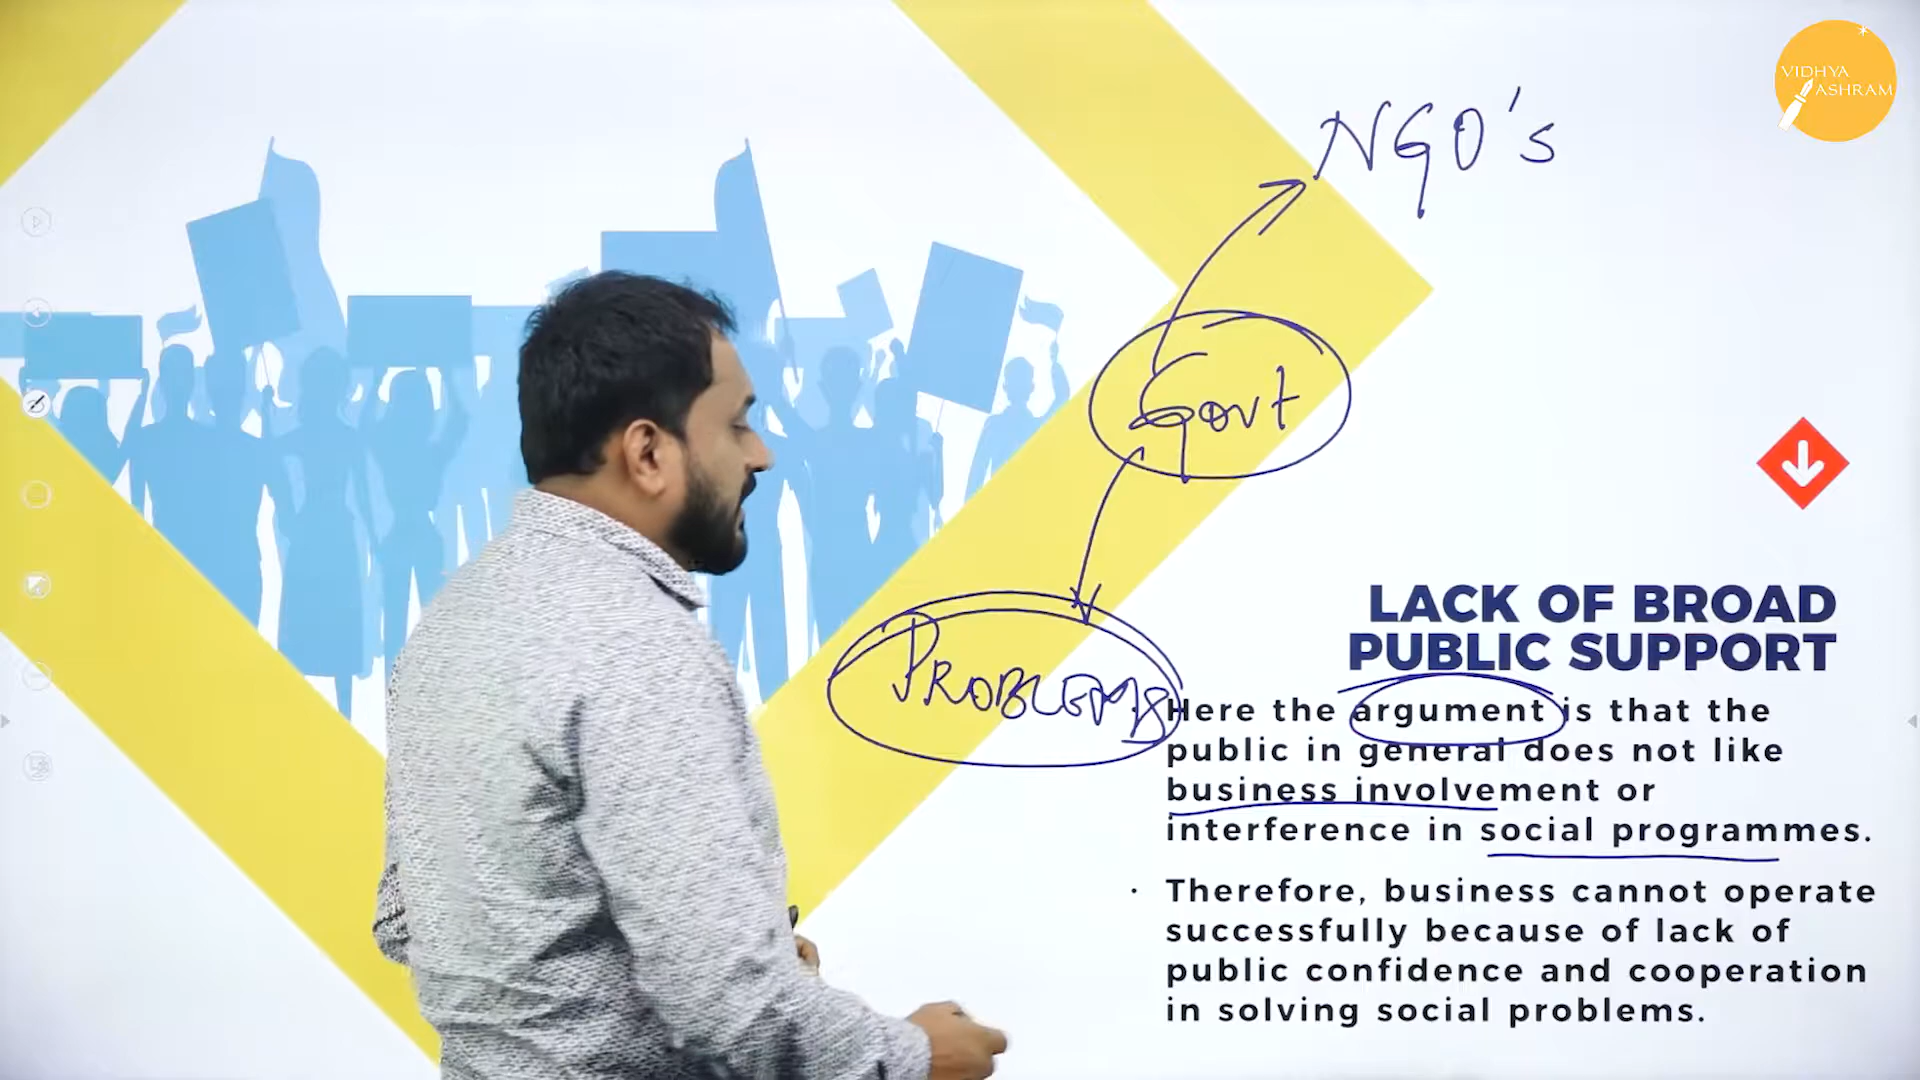 VIDHYA
ASHRAM
NGO's
Govt
PROBLEMS
LACK OF BROAD
PUBLIC SUPPORT
Here the argument is that the
public in general does not like
business involvement or
interference in social programmes.
· Therefore, business cannot operate
successfully because of lack of
public confidence and cooperation
in solving social problems.